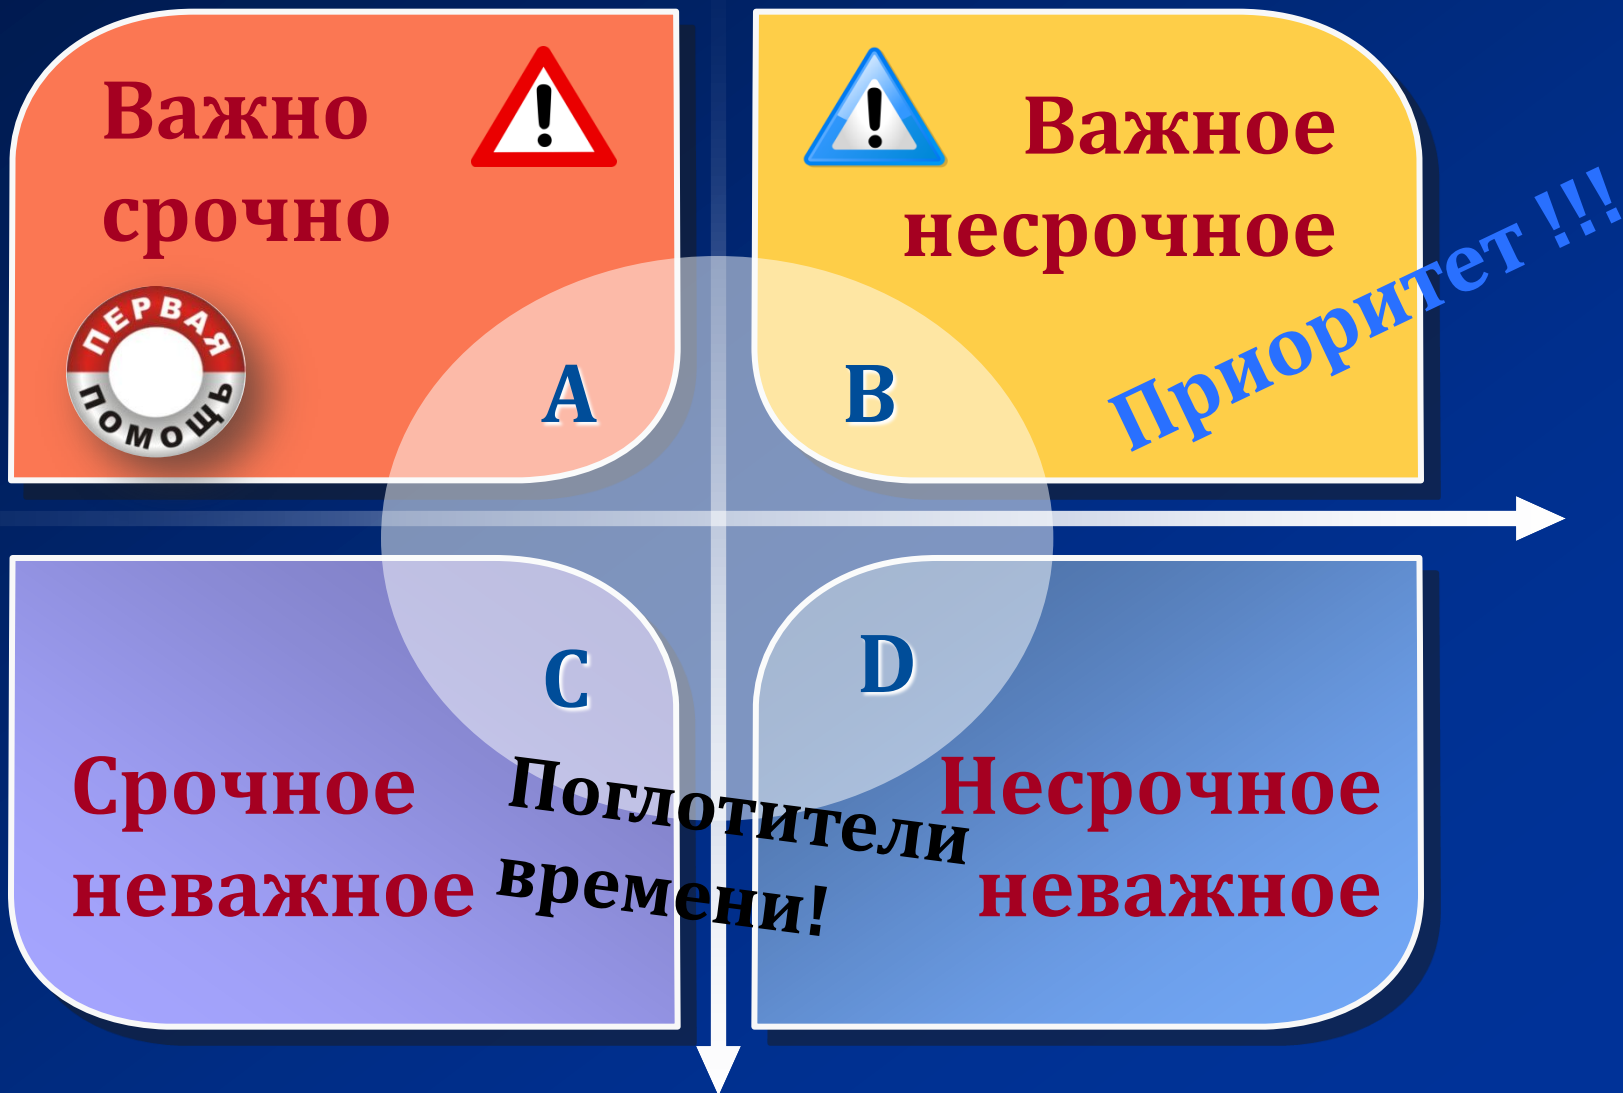 Важно
срочно
ПЕРВАЯ
ПОМОЩЬ
A
Важное
несрочное
Приоритет !!!
B
C
Срочное
неважное
Поглотители
времени!
D
Несрочное
неважное